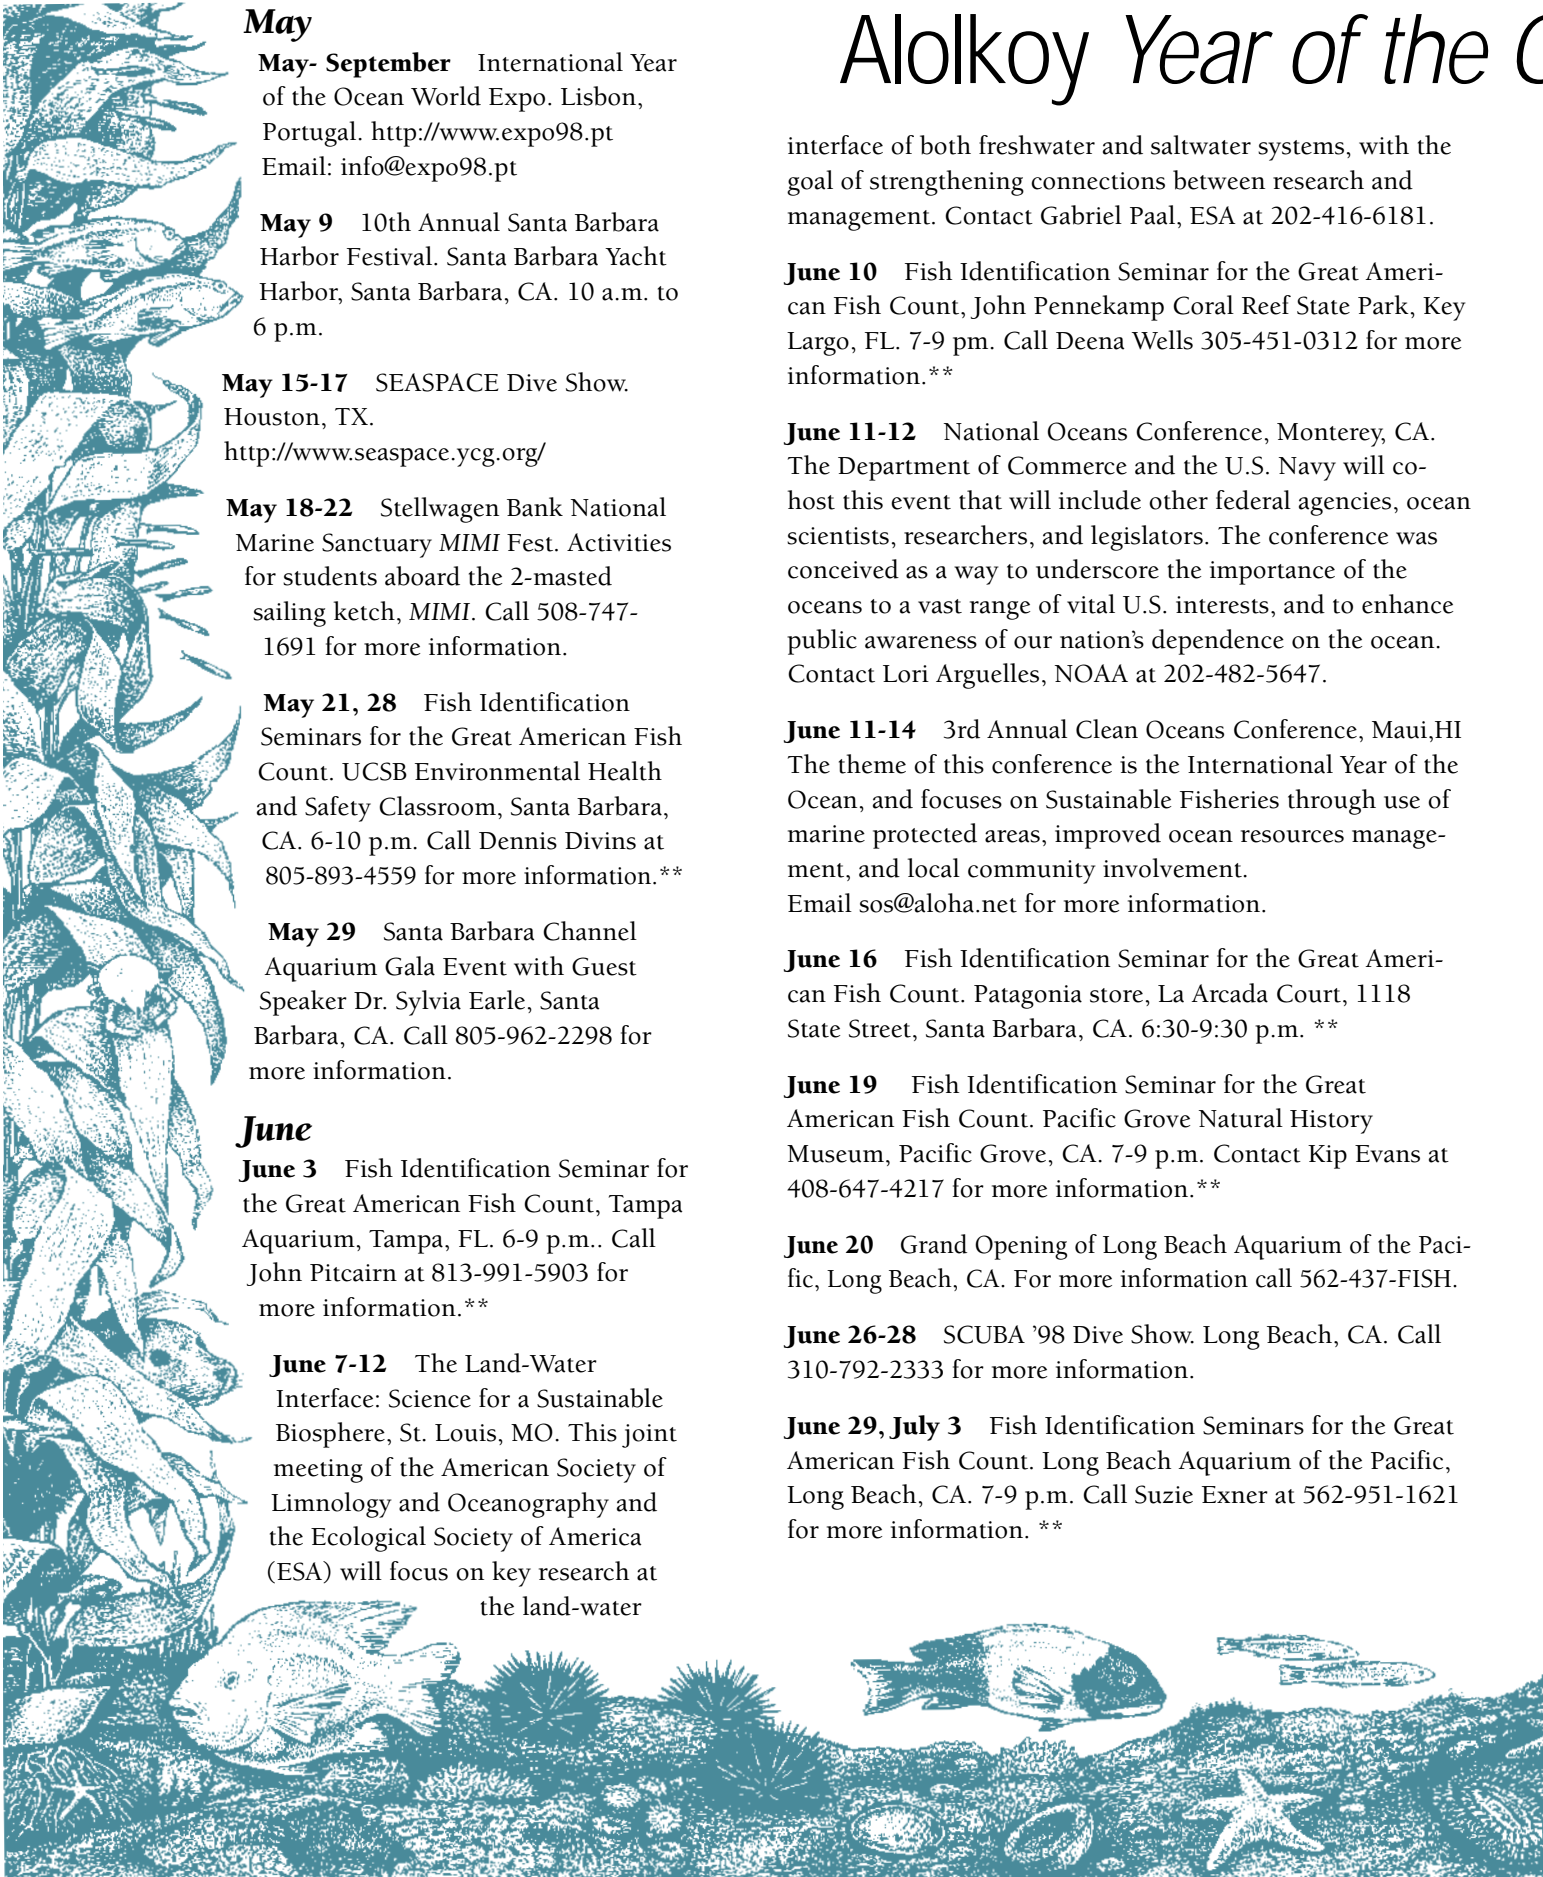 May
May- September International Year
of the Ocean World Expo. Lisbon,
Portugal. http://www.expo98.pt
Email: info@expo98.pt
May 9 10th Annual Santa Barbara
Harbor Festival. Santa Barbara Yacht
Harbor, Santa Barbara, CA. 10 a.m. to
6 p.m.
May 15-17 SEASPACE Dive Show.
Houston, TX.
http://www.seaspace.ycg.org/
May 18-22 Stellwagen Bank National
Marine Sanctuary MIMI Fest. Activities
for students aboard the 2-masted
sailing ketch, MIMI. Call 508-747-
1691 for more information.
May 21, 28 Fish Identification
Seminars for the Great American Fish
Count. UCSB Environmental Health
and Safety Classroom, Santa Barbara,
CA. 6-10 p.m. Call Dennis Divins at
805-893-4559 for more information.**
May 29 Santa Barbara Channel
Aquarium Gala Event with Guest
Speaker Dr. Sylvia Earle, Santa
Barbara, CA. Call 805-962-2298 for
more information.
June
June 3 Fish Identification Seminar for
the Great American Fish Count, Tampa
Aquarium, Tampa, FL. 6-9 p.m.. Call
John Pitcairn at 813-991-5903 for
more information.**
June 7-12 The Land-Water
Interface: Science for a Sustainable
Biosphere, St. Louis, MO. This joint
meeting of the American Society of
Limnology and Oceanography and
the Ecological Society of America
(ESA) will focus on key research at
the land-water
Alolkoy Year of the
interface of both freshwater and saltwater systems, with the
goal of strengthening connections between research and
management. Contact Gabriel Paal, ESA at 202-416-6181.
June 10 Fish Identification Seminar for the Great Ameri-
can Fish Count, John Pennekamp Coral Reef State Park, Key
Largo, FL. 7-9 pm. Call Deena Wells 305-451-0312 for more
information.**
June 11-12 National Oceans Conference, Monterey, CA.
The Department of Commerce and the U.S. Navy will co-
host this event that will include other federal agencies, ocean
scientists, researchers, and legislators. The conference was
conceived as a way to underscore the importance of the
oceans to a vast range of vital U.S. interests, and to enhance
public awareness of our nation's dependence on the ocean.
Contact Lori Arguelles, NOAA at 202-482-5647.
June 11-14 3rd Annual Clean Oceans Conference, Maui,HI
The theme of this conference is the International Year of the
Ocean, and focuses on Sustainable Fisheries through use of
marine protected areas, improved ocean resources manage-
ment, and local community involvement.
Email sos@aloha.net for more information.
June 16 Fish Identification Seminar for the Great Ameri-
can Fish Count. Patagonia store, La Arcada Court, 1118
State Street, Santa Barbara, CA. 6:30-9:30 p.m. **
June 19 Fish Identification Seminar for the Great
American Fish Count. Pacific Grove Natural History
Museum, Pacific Grove, CA. 7-9 p.m. Contact Kip Evans at
408-647-4217 for more information.**
June 20 Grand Opening of Long Beach Aquarium of the Paci-
fic, Long Beach, CA. For more information call 562-437-FISH.
June 26-28 SCUBA '98 Dive Show. Long Beach, CA. Call
310-792-2333 for more information.
June 29, July 3 Fish Identification Seminars for the Great
American Fish Count. Long Beach Aquarium of the Pacific,
Long Beach, CA. 7-9 p.m. Call Suzie Exner at 562-951-1621
for more information. **